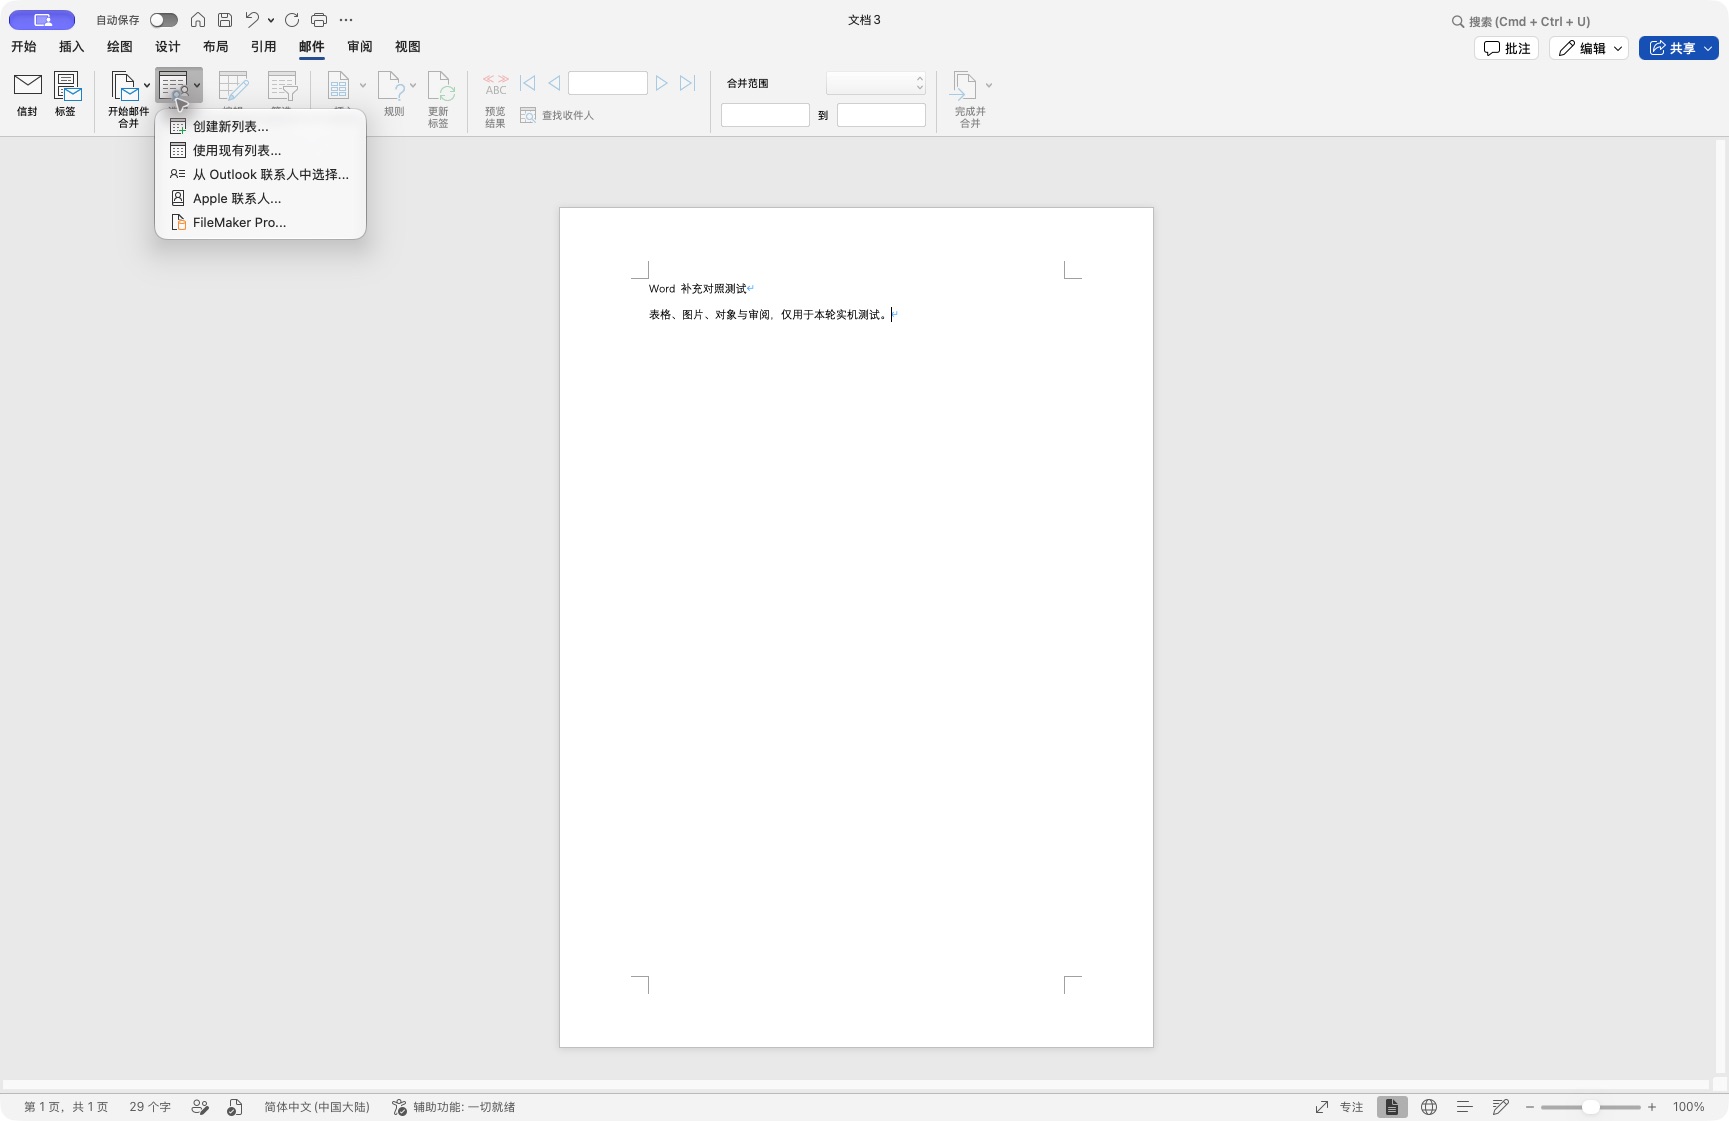 自动保存
文档 3
搜索 (Cmd + Ctrl + U)
开始 插入 绘图 设计 布局 引用 邮件 审阅 视图
批注 编辑 共享
信封 标签 开始邮件合并 规则 更新标签
ABC
预览结果
查找收件人
合并范围
到
完成并合并
创建新列表...
使用现有列表...
从 Outlook 联系人中选择...
Apple 联系人...
FileMaker Pro...
Word 补充对照测试
表格、图片、对象与审阅，仅用于本轮实机测试。
第 1 页，共 1 页 29 个字 简体中文 (中国大陆) 辅助功能: 一切就绪 专注 100%